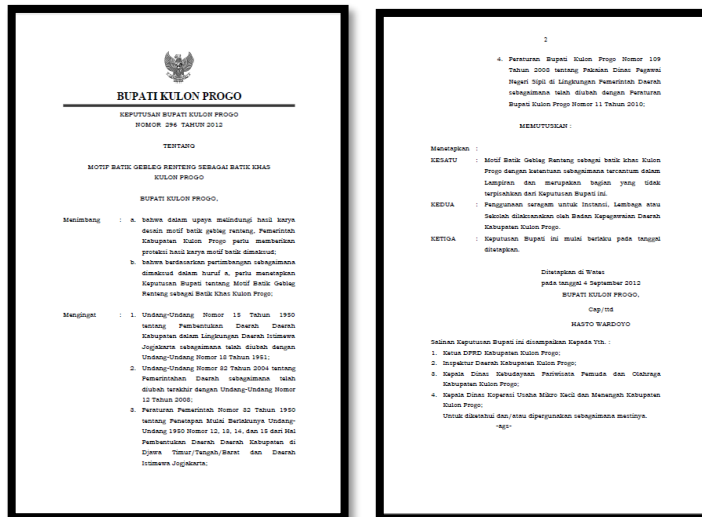 BUPATI KULON PROGO
KEPUTUSAN BUPATI KULON PROGO
NOMOR 296 TAHUN 2012
TENTANG
MOTIF BATIK GEBLEG RENTENG SEBAGAI BATIK KHAS
KULON PROGO
BUPATI KULON PROGO,
Menimbang : a. bahwa dalam upaya melindungi hasil karya
desain motif batik gebleg renteng, Pemerintah
Kabupaten Kulon Progo perlu memberikan
proteksi hasil karya motif batik dimaksud;
b. bahwa berdasarkan pertimbangan sebagaimana
dimaksud dalam huruf a, perlu menetapkan
Keputusan Bupati tentang Motif Batik Gebleg
Renteng sebagai Batik Khas Kulon Progo;
Mengingat : 1. Undang-Undang Nomor 15 Tahun 1950
tentang Pembentukan Daerah Daerah
Kabupaten dalam Lingkungan Daerah Istimewa
Jogjakarta sebagaimana telah diubah dengan
Undang-Undang Nomor 18 Tahun 1951;
2. Undang-Undang Nomor 32 Tahun 2004 tentang
Pemerintahan Daerah sebagaimana telah
diubah terakhir dengan Undang-Undang Nomor
12 Tahun 2008;
3. Peraturan Pemerintah Nomor 32 Tahun 1950
tentang Penetapan Mulai Berlakunya Undang-
Undang 1950 Nomor 12, 13, 14, dan 15 dari Hal
Pembentukan Daerah Daerah Kabupaten di
Djawa Timur/Tengah/Barat dan Daerah
Istimewa Jogjakarta;
2
4. Peraturan Bupati Kulon Progo Nomor 109
Tahun 2008 tentang Pakaian Dinas Pegawai
Negeri Sipil di Lingkungan Pemerintah Daerah
sebagaimana telah diubah dengan Peraturan
Bupati Kulon Progo Nomor 11 Tahun 2010;
MEMUTUSKAN :
Menetapkan :
KESATU : Motif Batik Gebleg Renteng sebagai batik khas Kulon
Progo dengan ketentuan sebagaimana tercantum dalam
Lampiran dan merupakan bagian yang tidak
terpisahkan dari Keputusan Bupati ini.
KEDUA : Penggunaan seragam untuk Instansi, Lembaga atau
Sekolah dilaksanakan oleh Badan Kepegawaian Daerah
Kabupaten Kulon Progo.
KETIGA : Keputusan Bupati ini mulai berlaku pada tanggal
ditetapkan.
Ditetapkan di Wates
pada tanggal 4 September 2012
BUPATI KULON PROGO,
Cap/ttd
HASTO WARDOYO
Salinan Keputusan Bupati ini disampaikan Kepada Yth. :
1. Ketua DPRD Kabupaten Kulon Progo;
2. Inspektur Daerah Kabupaten Kulon Progo;
3. Kepala Dinas Kebudayaan Pariwisata Pemuda dan Olahraga
Kabupaten Kulon Progo;
4. Kepala Dinas Koperasi Usaha Mikro Kecil dan Menengah Kabupaten
Kulon Progo;
Untuk diketahui dan/atau dipergunakan sebagaimana mestinya.
-ags-